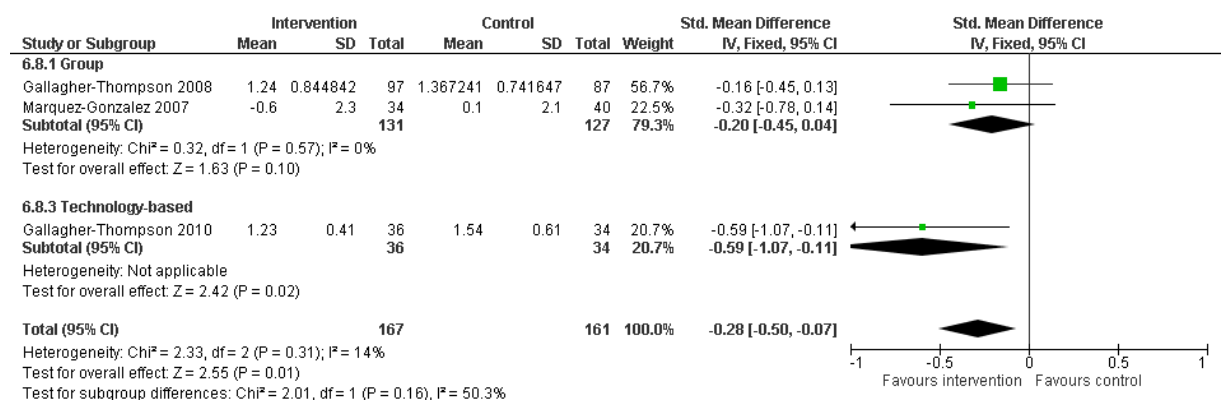 Intervention Control Std. Mean Difference Std. Mean Difference
Study or Subgroup Mean SD Total Mean SD Total Weight IV, Fixed, 95% CI IV, Fixed, 95% CI
6.8.1 Group
Gallagher-Thompson 2008 1.24 0.844842 97 1.367241 0.741647 87 56.7% -0.16 [-0.45, 0.13]
Marquez-Gonzalez 2007 -0.6 2.3 34 0.1 2.1 40 22.5% -0.32 [-0.78, 0.14]
Subtotal (95% CI) 131 127 79.3% -0.20 [-0.45, 0.04]
Heterogeneity: Chi² = 0.32, df = 1 (P = 0.57); I² = 0%
Test for overall effect: Z = 1.63 (P = 0.10)
6.8.3 Technology-based
Gallagher-Thompson 2010 1.23 0.41 36 1.54 0.61 34 20.7% -0.59 [-1.07, -0.11]
Subtotal (95% CI) 36 34 20.7% -0.59 [-1.07, -0.11]
Heterogeneity: Not applicable
Test for overall effect: Z = 2.42 (P = 0.02)
Total (95% CI) 167 161 100.0% -0.28 [-0.50, -0.07]
Heterogeneity: Chi² = 2.33, df = 2 (P = 0.31); I² = 14%
Test for overall effect: Z = 2.55 (P = 0.01)
Test for subgroup differences: Chi² = 2.01, df = 1 (P = 0.16), I² = 50.3%
-1 -0.5 0 0.5 1
Favours intervention Favours control